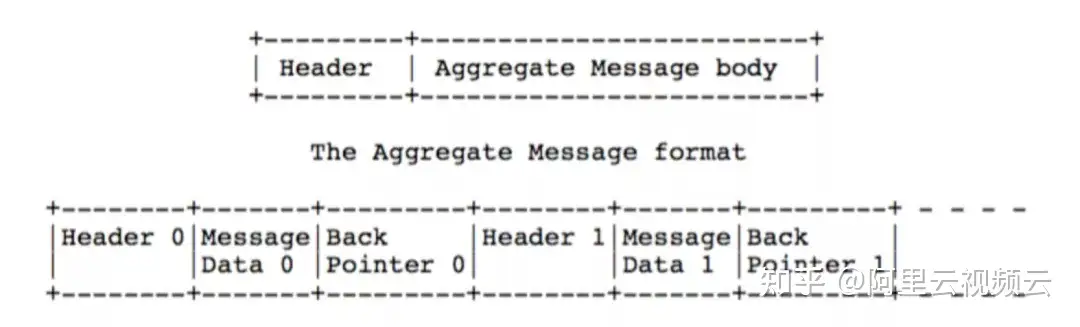 Header | Aggregate Message body
The Aggregate Message format
|Header 0|Message|Back |Header 1|Message|Back |
| |Data 0 |Pointer 0| |Data 1 |Pointer 1|
知乎 @阿里云视频云